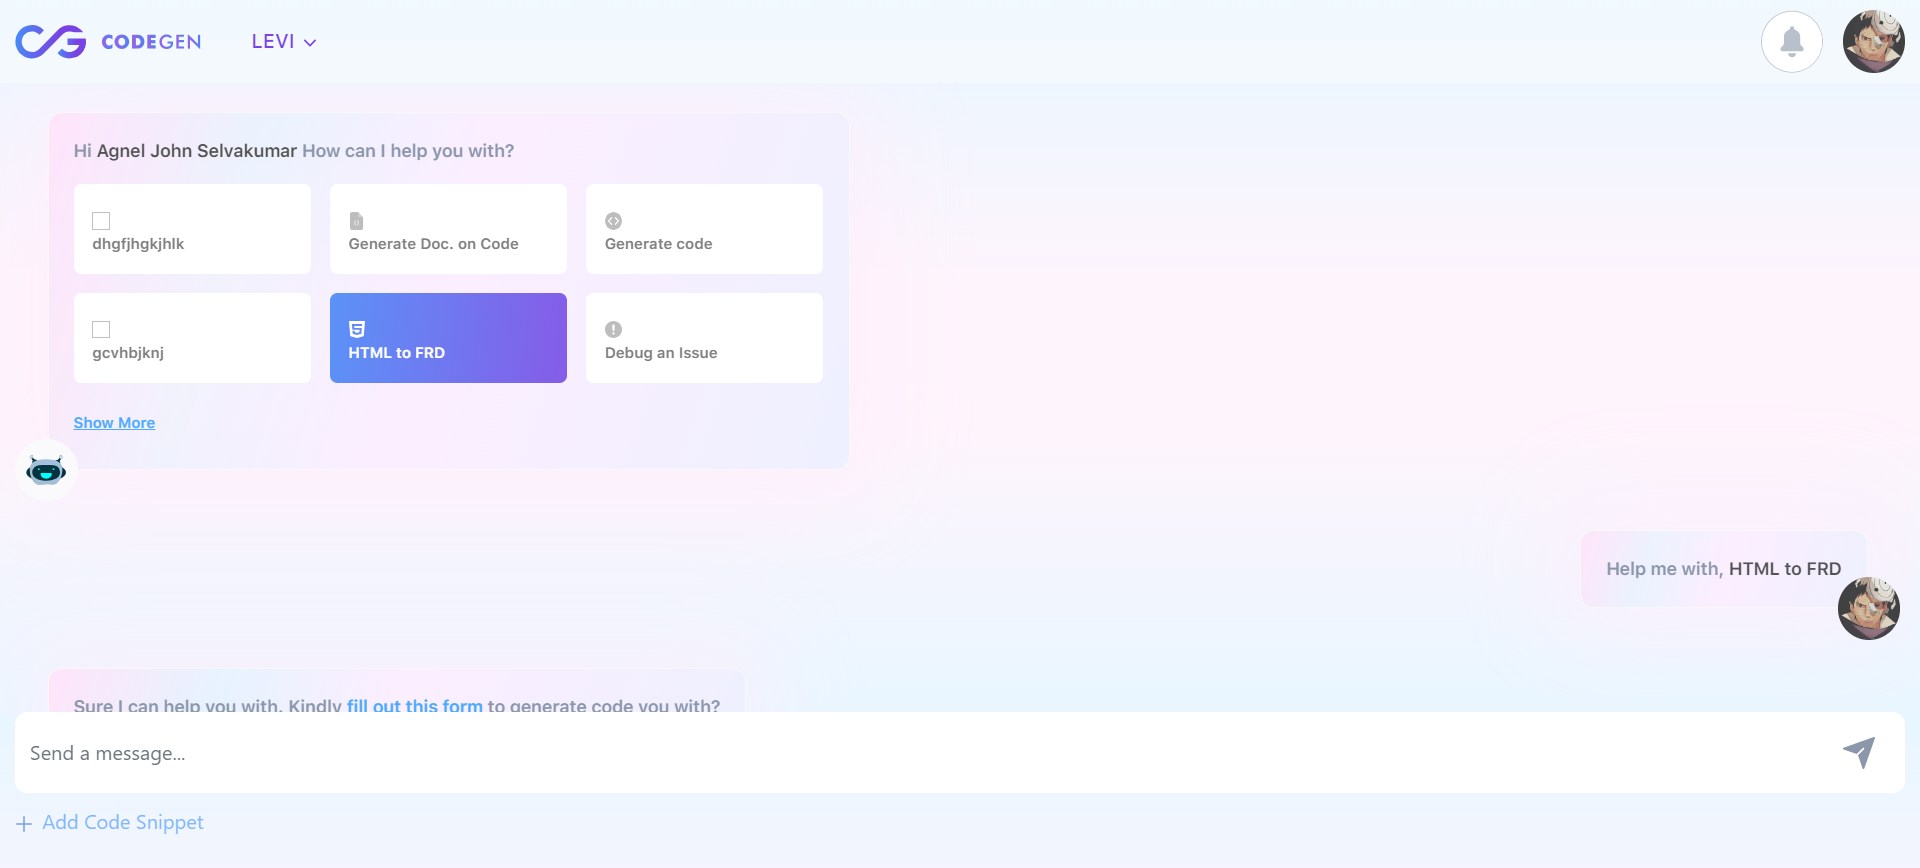 CODEGEN LEVI
Hi Agnel John Selvakumar How can I help you with?
dhgfjhgkjhlk
Generate Doc. on Code
Generate code
gcvhbjknj
HTML to FRD
Debug an Issue
Show More
Help me with, HTML to FRD
Sure I can help you with. Kindly fill out this form to generate code you with?
Send a message...
Add Code Snippet